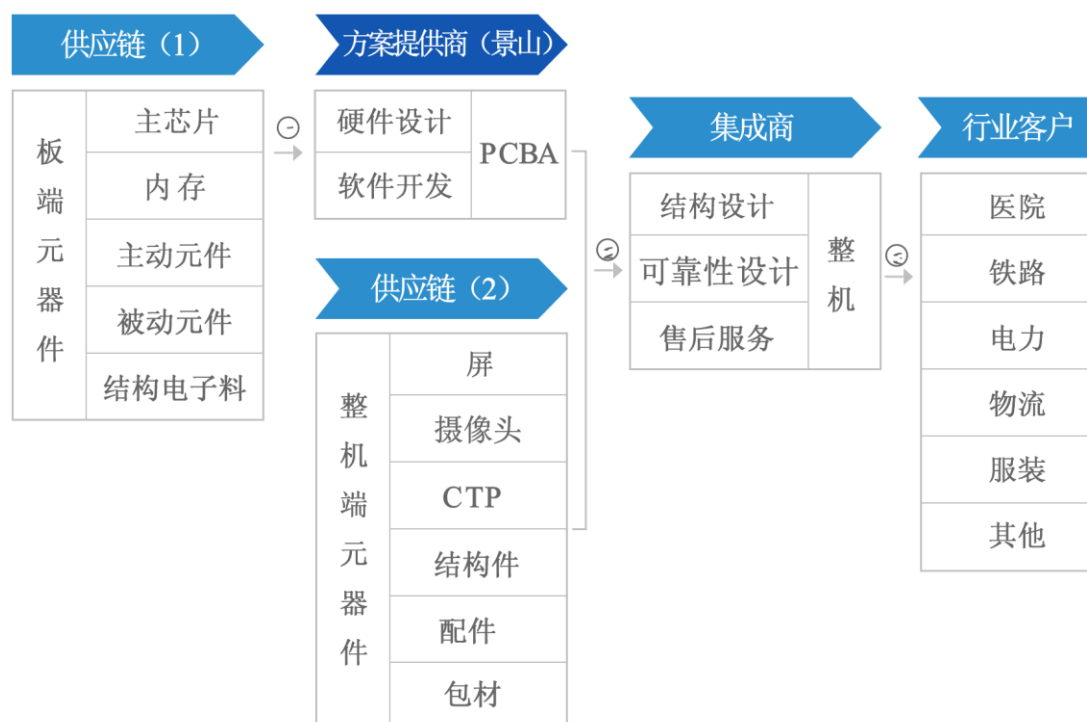 供应链（1）
板端元器件
主芯片
内存
主动元件
被动元件
结构电子料
①
方案提供商（景山）
硬件设计
软件开发
PCBA
供应链（2）
整机端元器件
屏
摄像头
CTP
结构件
配件
包材
②
集成商
结构设计
可靠性设计
售后服务
整机
③
行业客户
医院
铁路
电力
物流
服装
其他